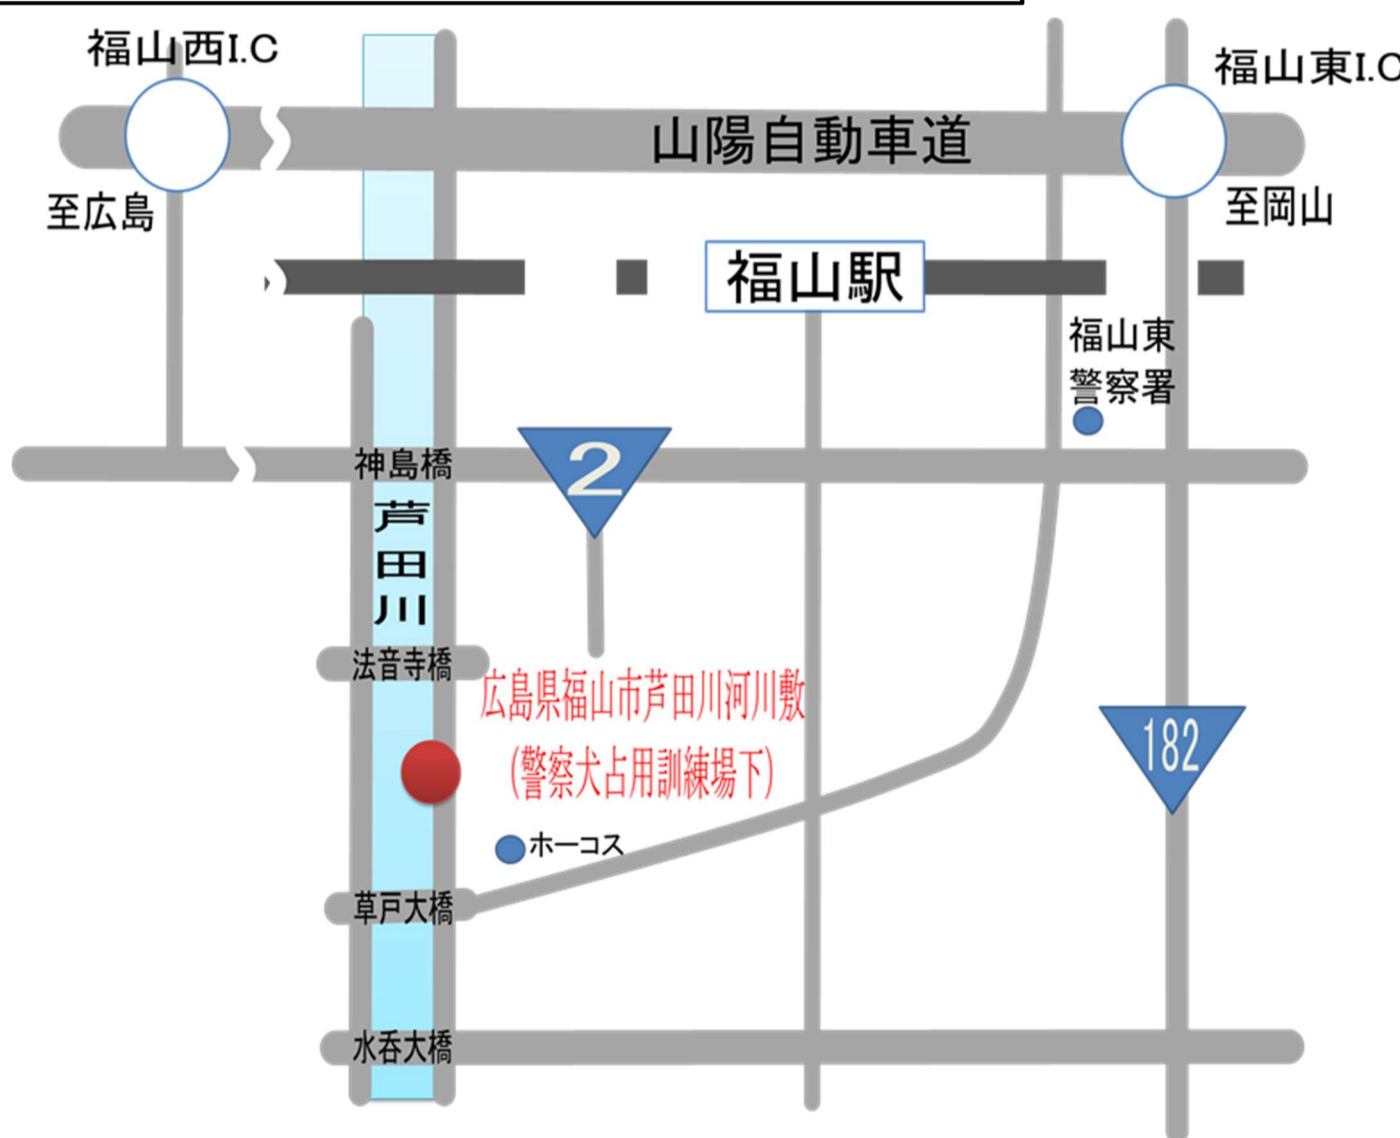 福山西I.C
福山東I.C
山陽自動車道
至広島
至岡山
福山駅
福山東
警察署
神島橋
2
芦田川
法音寺橋
広島県福山市芦田川河川敷
(警察犬占用訓練場下)
182
ホーコス
草戸大橋
水呑大橋